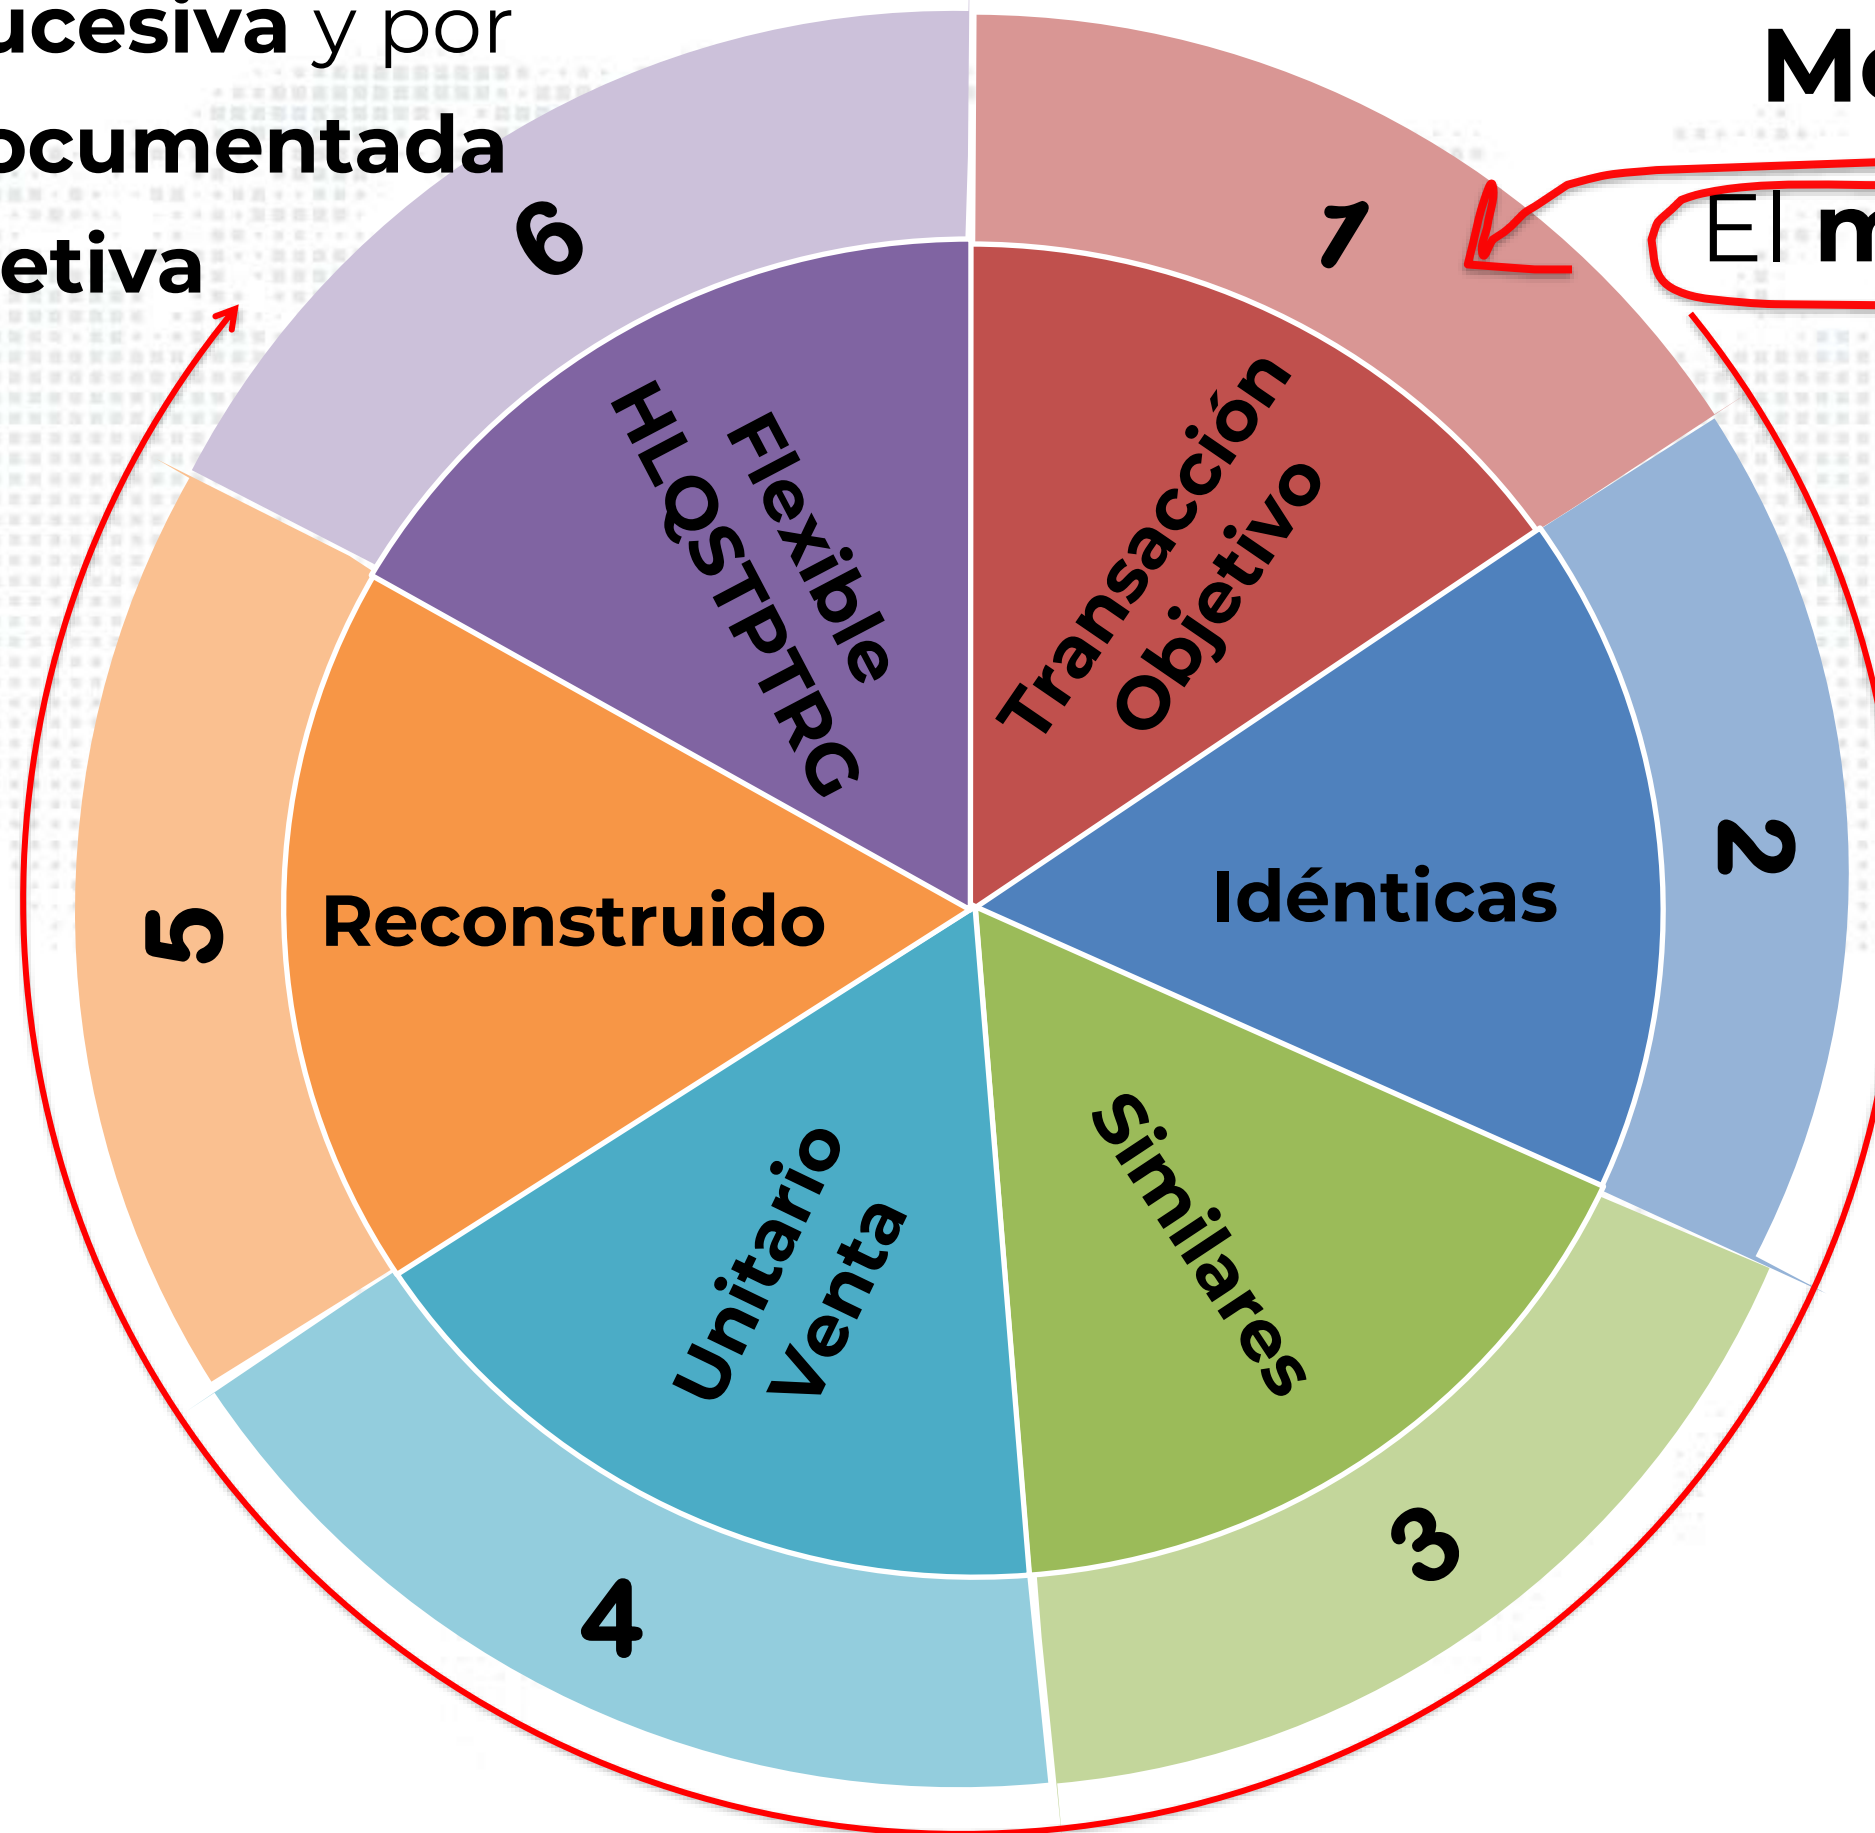 ucesiva y por
ocumentada
etiva
Me
El m
1
Transacción
Objetivo
2
Idénticas
3
Similares
4
Unitario
Venta
5
Reconstruido
6
Flexible
HLQSTPTRG